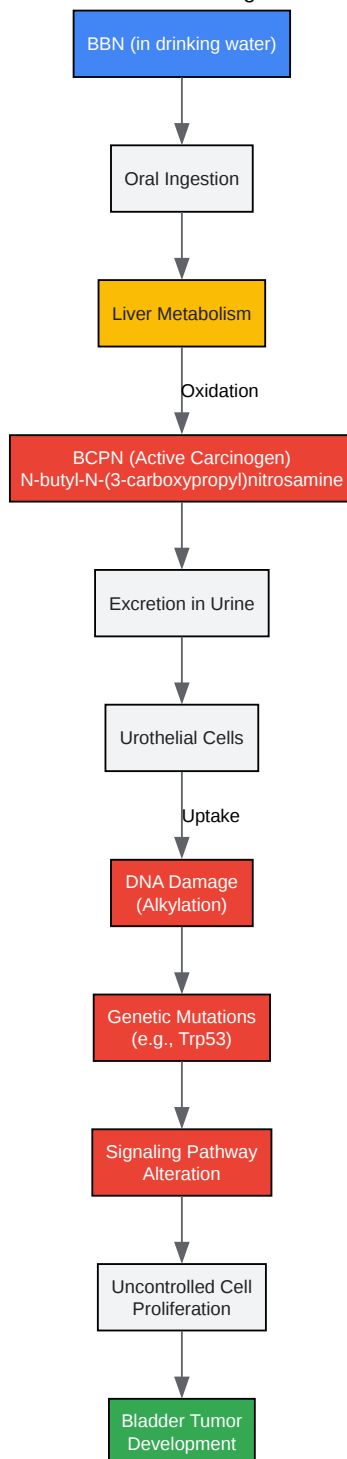 BBN (in drinking water)
Oral Ingestion
Liver Metabolism
Oxidation
BCPN (Active Carcinogen)
N-butyl-N-(3-carboxypropyl)nitrosamine
Excretion in Urine
Urothelial Cells
Uptake
DNA Damage
(Alkylation)
Genetic Mutations
(e.g., Trp53)
Signaling Pathway
Alteration
Uncontrolled Cell
Proliferation
Bladder Tumor
Development